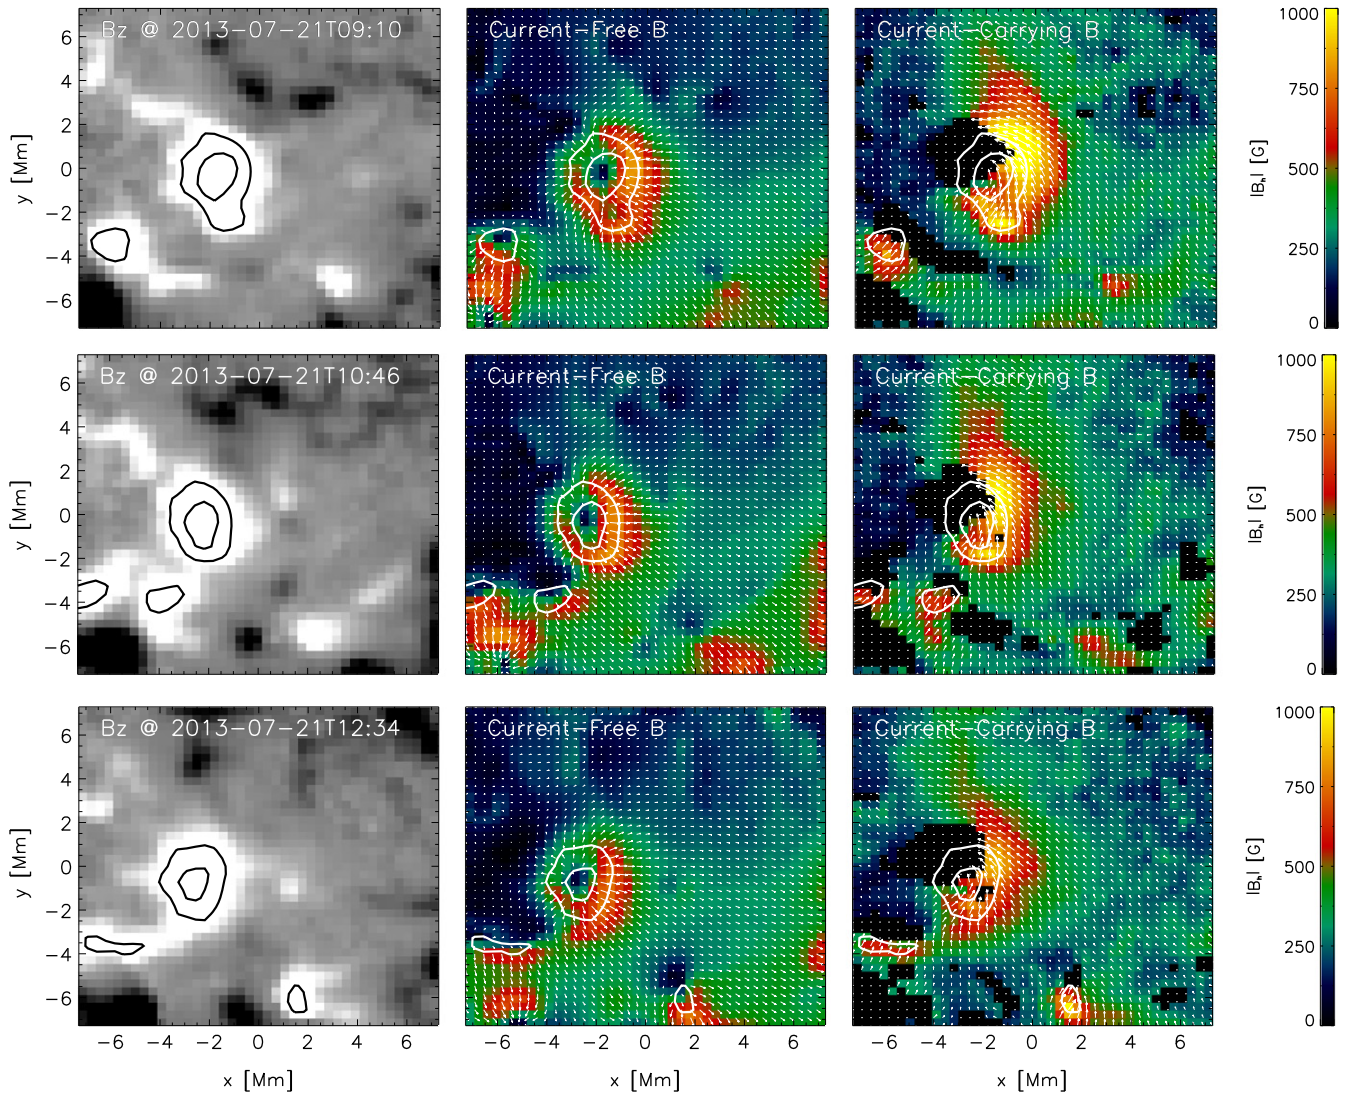 Bz @ 2013-07-21T09:10
Current-Free B
Current-Carrying B
6
4
2
0
-2
-4
-6
y [Mm]
1000
750
500
250
0
|Bh| [G]
Bz @ 2013-07-21T10:46
Current-Free B
Current-Carrying B
6
4
2
0
-2
-4
-6
y [Mm]
1000
750
500
250
0
|Bh| [G]
Bz @ 2013-07-21T12:34
Current-Free B
Current-Carrying B
6
4
2
0
-2
-4
-6
y [Mm]
1000
750
500
250
0
|Bh| [G]
-6 -4 -2 0 2 4 6
-6 -4 -2 0 2 4 6
-6 -4 -2 0 2 4 6
x [Mm]
x [Mm]
x [Mm]